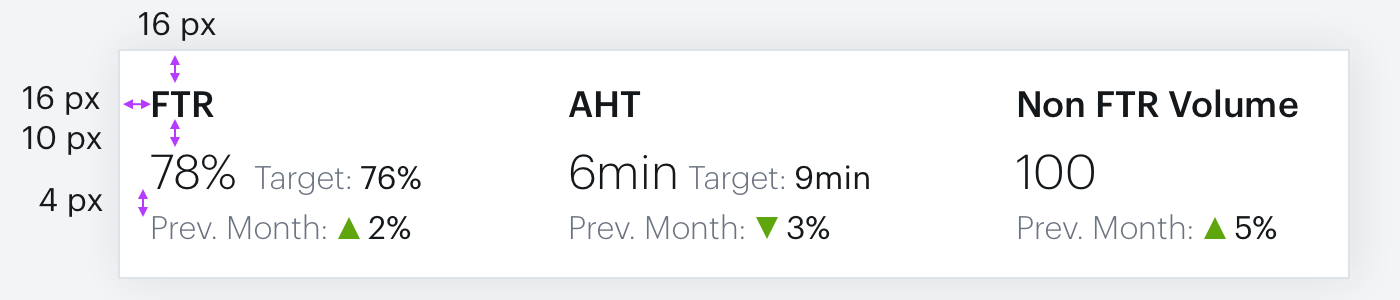 16 px
16 px
10 px
4 px
FTR AHT Non FTR Volume
78% Target: 76% 6min Target: 9min 100
Prev. Month: ▲ 2% Prev. Month: ▼ 3% Prev. Month: ▲ 5%